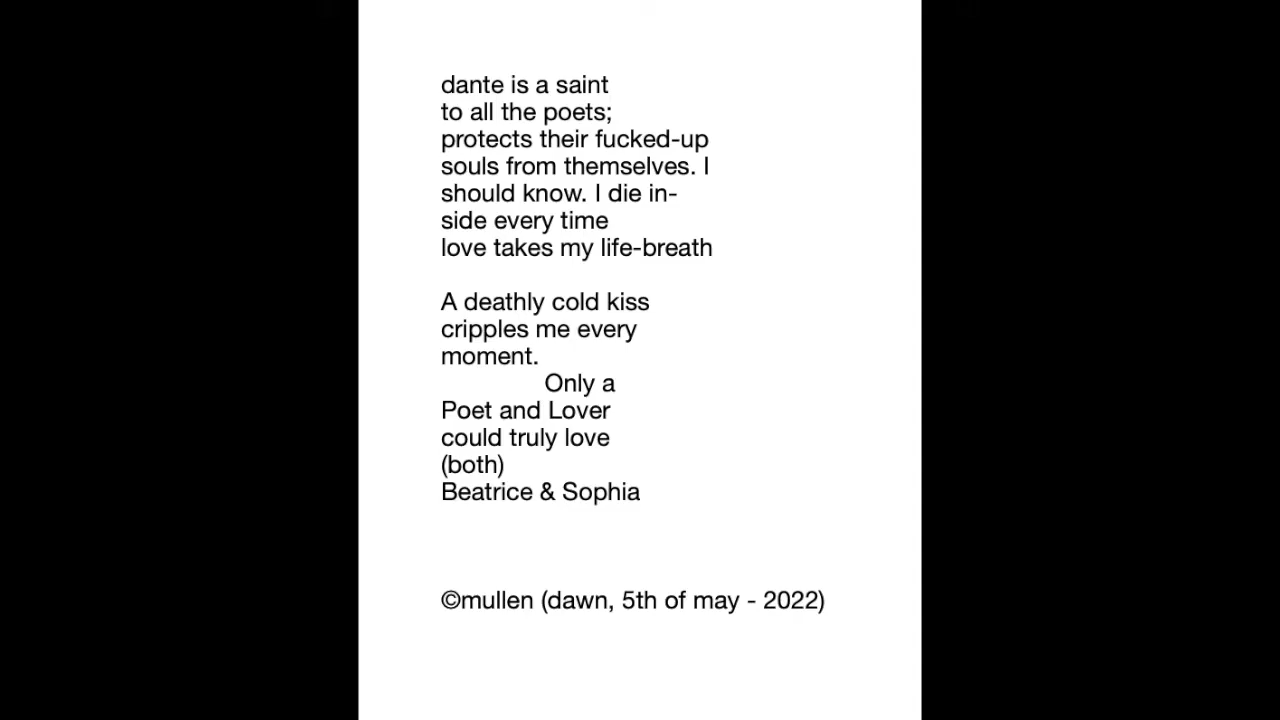 dante is a saint
to all the poets;
protects their fucked-up
souls from themselves. I
should know. I die in-
side every time
love takes my life-breath
A deathly cold kiss
cripples me every
moment.
Only a
Poet and Lover
could truly love
(both)
Beatrice & Sophia
©mullen (dawn, 5th of may - 2022)